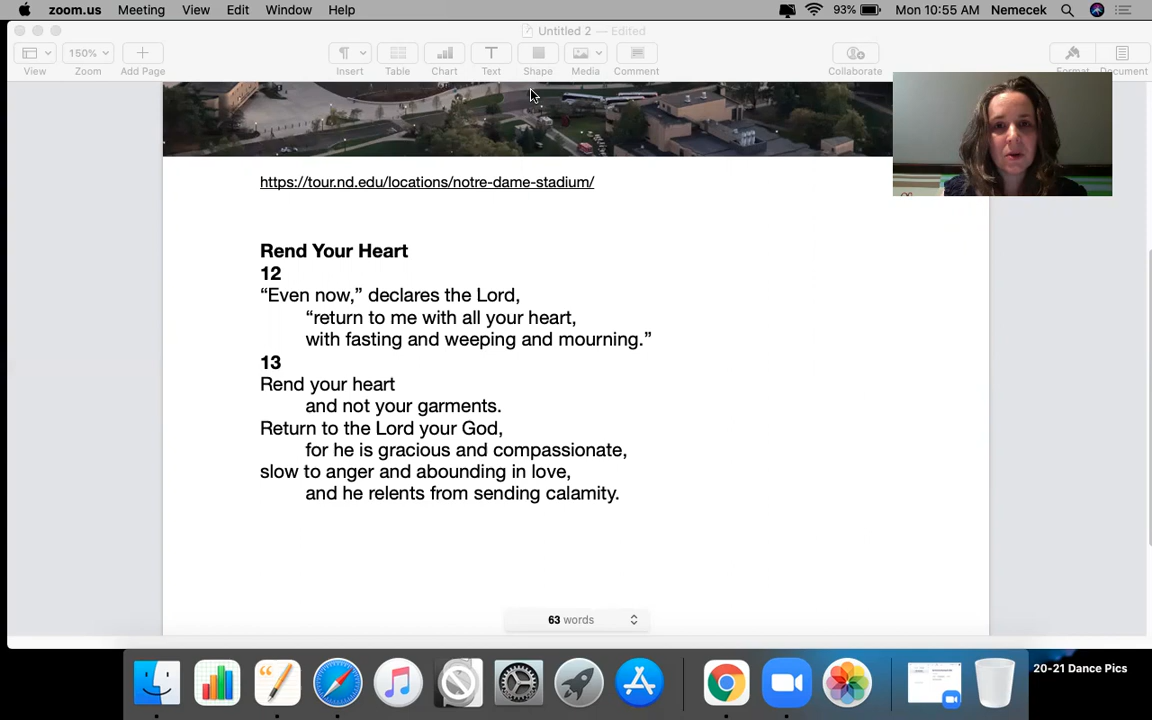 zoom.us Meeting View Edit Window Help 93% Mon 10:55 AM Nemecek
Untitled 2 — Edited
150%
View Zoom Add Page Insert Table Chart Text Shape Media Comment Collaborate Format Document
https://tour.nd.edu/locations/notre-dame-stadium/
Rend Your Heart
12
“Even now,” declares the Lord,
“return to me with all your heart,
with fasting and weeping and mourning.”
13
Rend your heart
and not your garments.
Return to the Lord your God,
for he is gracious and compassionate,
slow to anger and abounding in love,
and he relents from sending calamity.
63 words
20-21 Dance Pics